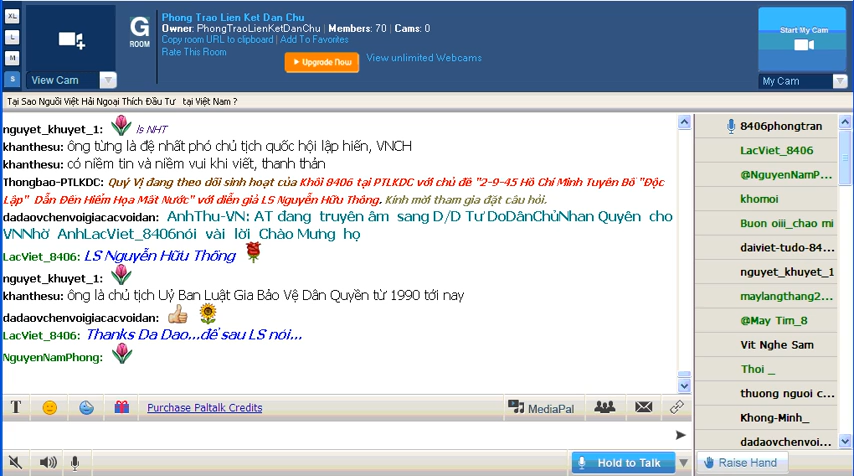 XL
L
M
S
View Cam
G
ROOM
Phong Trao Lien Ket Dan Chu
Owner: PhongTraoLienKetDanChu | Members: 70 | Cams: 0
Copy room URL to clipboard | Add To Favorites
Rate This Room
Upgrade Now
View unlimited Webcams
Start My Cam
My Cam
Tại Sao Người Việt Hải Ngoại Thích Đầu Tư tại Việt Nam ?
nguyet_khuyet_1: ls NHT
khanthesu: ông từng là đệ nhất phó chủ tịch quốc hội lập hiến, VNCH
khanthesu: có niềm tin và niềm vui khi viết, thanh thản
Thongbao-PTLKDC: Quý Vị đang theo dõi sinh hoạt của Khối 8406 tại PTLKDC với chủ đề "2-9-45 Hồ Chí Minh Tuyên Bố "Độc
Lập" Dẫn Đến Hiểm Họa Mất Nước" với diễn giả LS Nguyễn Hữu Thống. Kính mời tham gia đặt câu hỏi.
dadaovchenvoigiacacvoidan: AnhThu-VN: AT đang truyên âm sang D/D Tư DoDânChủNhan Quyên cho
VNNhờ AnhLacViet_8406nói vài lời Chào Mưng họ
LacViet_8406: LS Nguyễn Hữu Thống
nguyet_khuyet_1:
khanthesu: ông là chủ tịch Uỷ Ban Luật Gia Bảo Vệ Dân Quyền từ 1990 tới nay
dadaovchenvoigiacacvoidan:
LacViet_8406: Thanks Da Dao...để sau LS nói...
NguyenNamPhong:
8406phongtran
LacViet_8406
@NguyenNamP...
khomoi
Buon oiii_chao mi
daiviet-tudo-84...
nguyet_khuyet_1
maylangthang2...
@May Tim_8
Vit Nghe Sam
Thoi _
thuong nguoi c...
Khong-Minh_
dadaovchenvoi...
T
Purchase Paltalk Credits
MediaPal
Hold to Talk
Raise Hand